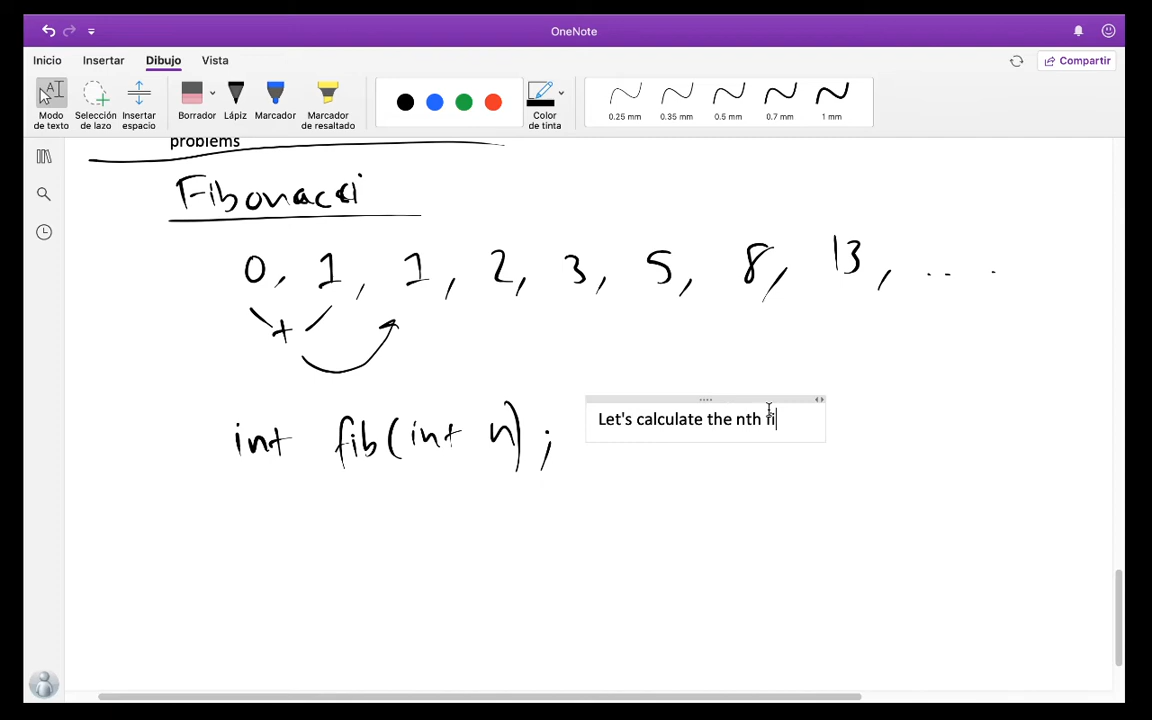 OneNote
Inicio Insertar Dibujo Vista Compartir
Modo de texto
Selección de lazo
Insertar espacio
Borrador
Lápiz
Marcador
Marcador de resaltado
Color de tinta
0.25 mm 0.35 mm 0.5 mm 0.7 mm 1 mm
problems
Fibonacci
0, 1, 1, 2, 3, 5, 8, 13, ....
+
int fib(int n);
Let's calculate the nth fi